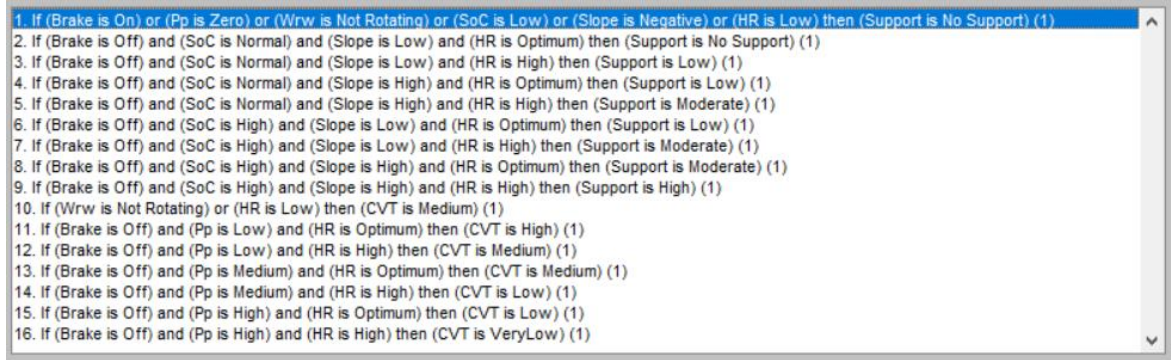 1. If (Brake is On) or (Pp is Zero) or (Wrw is Not Rotating) or (SoC is Low) or (Slope is Negative) or (HR is Low) then (Support is No Support) (1)
2. If (Brake is Off) and (SoC is Normal) and (Slope is Low) and (HR is Optimum) then (Support is No Support) (1)
3. If (Brake is Off) and (SoC is Normal) and (Slope is Low) and (HR is High) then (Support is Low) (1)
4. If (Brake is Off) and (SoC is Normal) and (Slope is High) and (HR is Optimum) then (Support is Low) (1)
5. If (Brake is Off) and (SoC is Normal) and (Slope is High) and (HR is High) then (Support is Moderate) (1)
6. If (Brake is Off) and (SoC is High) and (Slope is Low) and (HR is Optimum) then (Support is Low) (1)
7. If (Brake is Off) and (SoC is High) and (Slope is Low) and (HR is High) then (Support is Moderate) (1)
8. If (Brake is Off) and (SoC is High) and (Slope is High) and (HR is Optimum) then (Support is Moderate) (1)
9. If (Brake is Off) and (SoC is High) and (Slope is High) and (HR is High) then (Support is High) (1)
10. If (Wrw is Not Rotating) or (HR is Low) then (CVT is Medium) (1)
11. If (Brake is Off) and (Pp is Low) and (HR is Optimum) then (CVT is High) (1)
12. If (Brake is Off) and (Pp is Low) and (HR is High) then (CVT is Medium) (1)
13. If (Brake is Off) and (Pp is Medium) and (HR is Optimum) then (CVT is Medium) (1)
14. If (Brake is Off) and (Pp is Medium) and (HR is High) then (CVT is Low) (1)
15. If (Brake is Off) and (Pp is High) and (HR is Optimum) then (CVT is Low) (1)
16. If (Brake is Off) and (Pp is High) and (HR is High) then (CVT is VeryLow) (1)